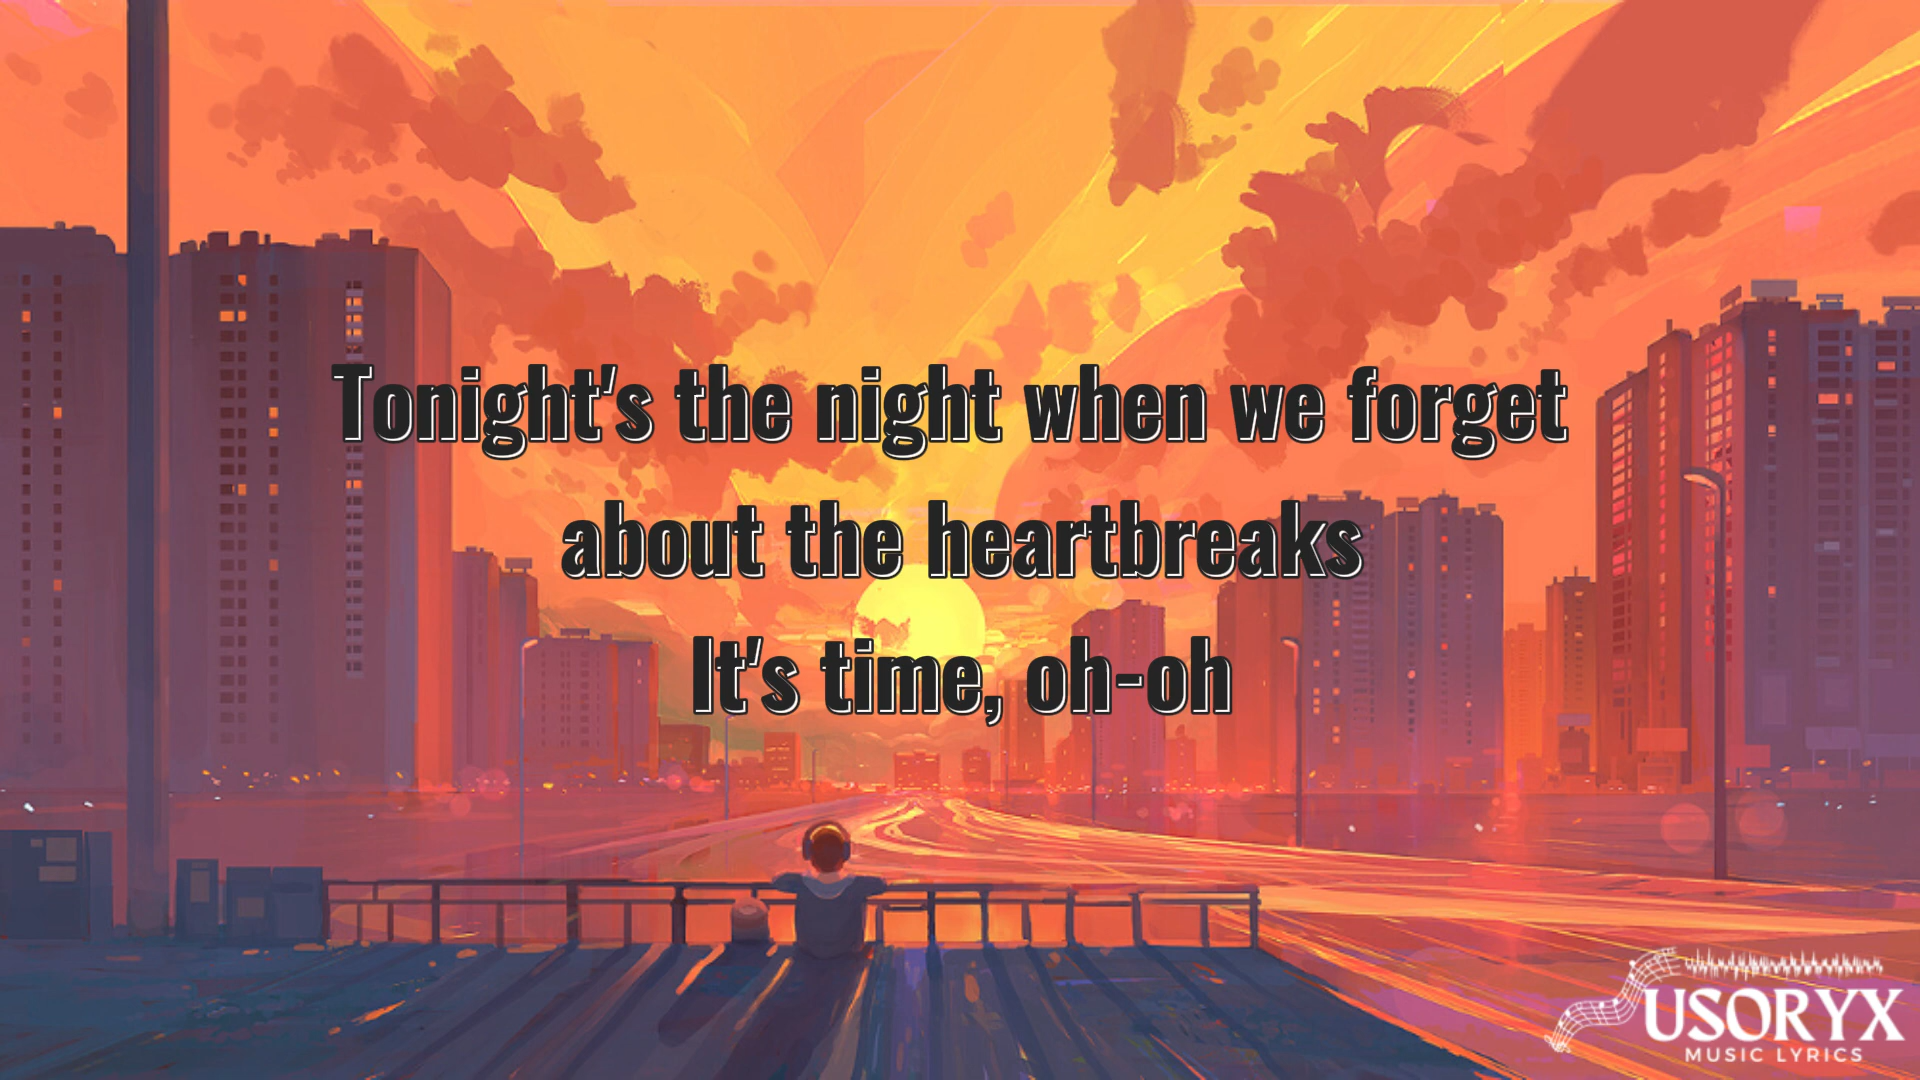 Tonight's the night when we forget
about the heartbreaks
It's time, oh-oh
USORYX
MUSIC LYRICS